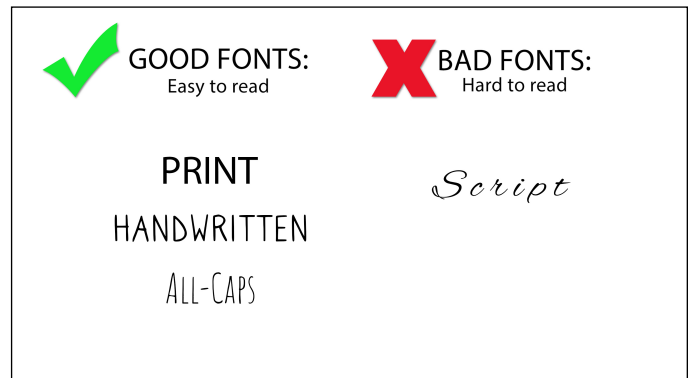 GOOD FONTS:
Easy to read
PRINT
HANDWRITTEN
ALL-CAPS
BAD FONTS:
Hard to read
Script